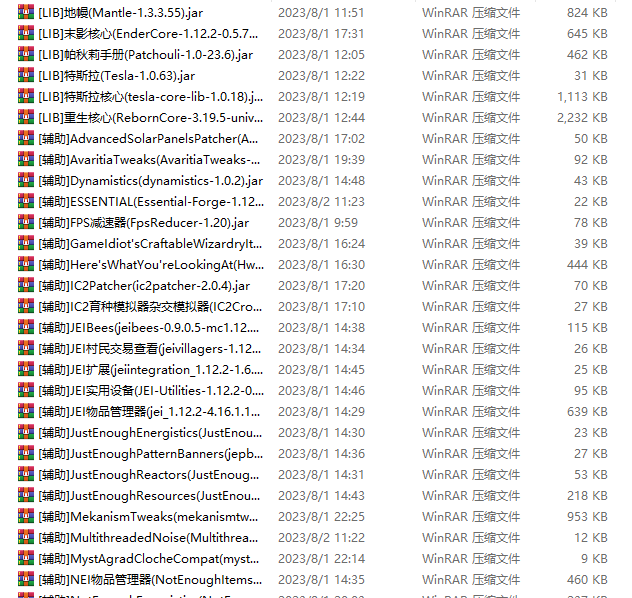 [LIB]地幔(Mantle-1.3.3.55).jar 2023/8/1 11:51 WinRAR 压缩文件 824 KB
[LIB]末影核心(EnderCore-1.12.2-0.5.7... 2023/8/1 17:31 WinRAR 压缩文件 645 KB
[LIB]帕秋莉手册(Patchouli-1.0-23.6).jar 2023/8/1 12:05 WinRAR 压缩文件 462 KB
[LIB]特斯拉(Tesla-1.0.63).jar 2023/8/1 12:22 WinRAR 压缩文件 31 KB
[LIB]特斯拉核心(tesla-core-lib-1.0.18).j... 2023/8/1 12:19 WinRAR 压缩文件 1,113 KB
[LIB]重生核心(RebornCore-3.19.5-univ... 2023/8/1 12:44 WinRAR 压缩文件 2,232 KB
[辅助]AdvancedSolarPanelsPatcher(A... 2023/8/1 17:02 WinRAR 压缩文件 50 KB
[辅助]AvaritiaTweaks(AvaritiaTweaks-... 2023/8/1 19:39 WinRAR 压缩文件 92 KB
[辅助]Dynamistics(dynamistics-1.0.2).jar 2023/8/1 14:48 WinRAR 压缩文件 43 KB
[辅助]ESSENTIAL(Essential-Forge-1.12... 2023/8/2 11:23 WinRAR 压缩文件 22 KB
[辅助]FPS减速器(FpsReducer-1.20).jar 2023/8/1 9:59 WinRAR 压缩文件 78 KB
[辅助]GameIdiot'sCraftableWizardryIt... 2023/8/1 16:24 WinRAR 压缩文件 39 KB
[辅助]Here'sWhatYou'reLookingAt(Hw... 2023/8/1 16:30 WinRAR 压缩文件 444 KB
[辅助]IC2Patcher(ic2patcher-2.0.4).jar 2023/8/1 17:20 WinRAR 压缩文件 70 KB
[辅助]IC2育种模拟器杂交模拟器(IC2Cro... 2023/8/1 17:10 WinRAR 压缩文件 27 KB
[辅助]JEIBees(jeibees-0.9.0.5-mc1.12.... 2023/8/1 14:38 WinRAR 压缩文件 115 KB
[辅助]JEI村民交易查看(jeivillagers-1.12... 2023/8/1 14:34 WinRAR 压缩文件 26 KB
[辅助]JEI扩展(jeiintegration_1.12.2-1.6.... 2023/8/1 14:45 WinRAR 压缩文件 25 KB
[辅助]JEI实用设备(JEI-Utilities-1.12.2-0.... 2023/8/1 14:46 WinRAR 压缩文件 95 KB
[辅助]JEI物品管理器(jei_1.12.2-4.16.1.1... 2023/8/1 14:29 WinRAR 压缩文件 639 KB
[辅助]JustEnoughEnergistics(JustEnou... 2023/8/1 14:30 WinRAR 压缩文件 23 KB
[辅助]JustEnoughPatternBanners(jepb... 2023/8/1 14:36 WinRAR 压缩文件 27 KB
[辅助]JustEnoughReactors(JustEnoug... 2023/8/1 14:31 WinRAR 压缩文件 53 KB
[辅助]JustEnoughResources(JustEnou... 2023/8/1 14:43 WinRAR 压缩文件 218 KB
[辅助]MekanismTweaks(mekanismtw... 2023/8/1 22:25 WinRAR 压缩文件 953 KB
[辅助]MultithreadedNoise(Multithrea... 2023/8/2 11:22 WinRAR 压缩文件 12 KB
[辅助]MystAgradClocheCompat(myst... 2023/8/1 22:14 WinRAR 压缩文件 9 KB
[辅助]NEI物品管理器(NotEnoughItems... 2023/8/1 14:35 WinRAR 压缩文件 460 KB